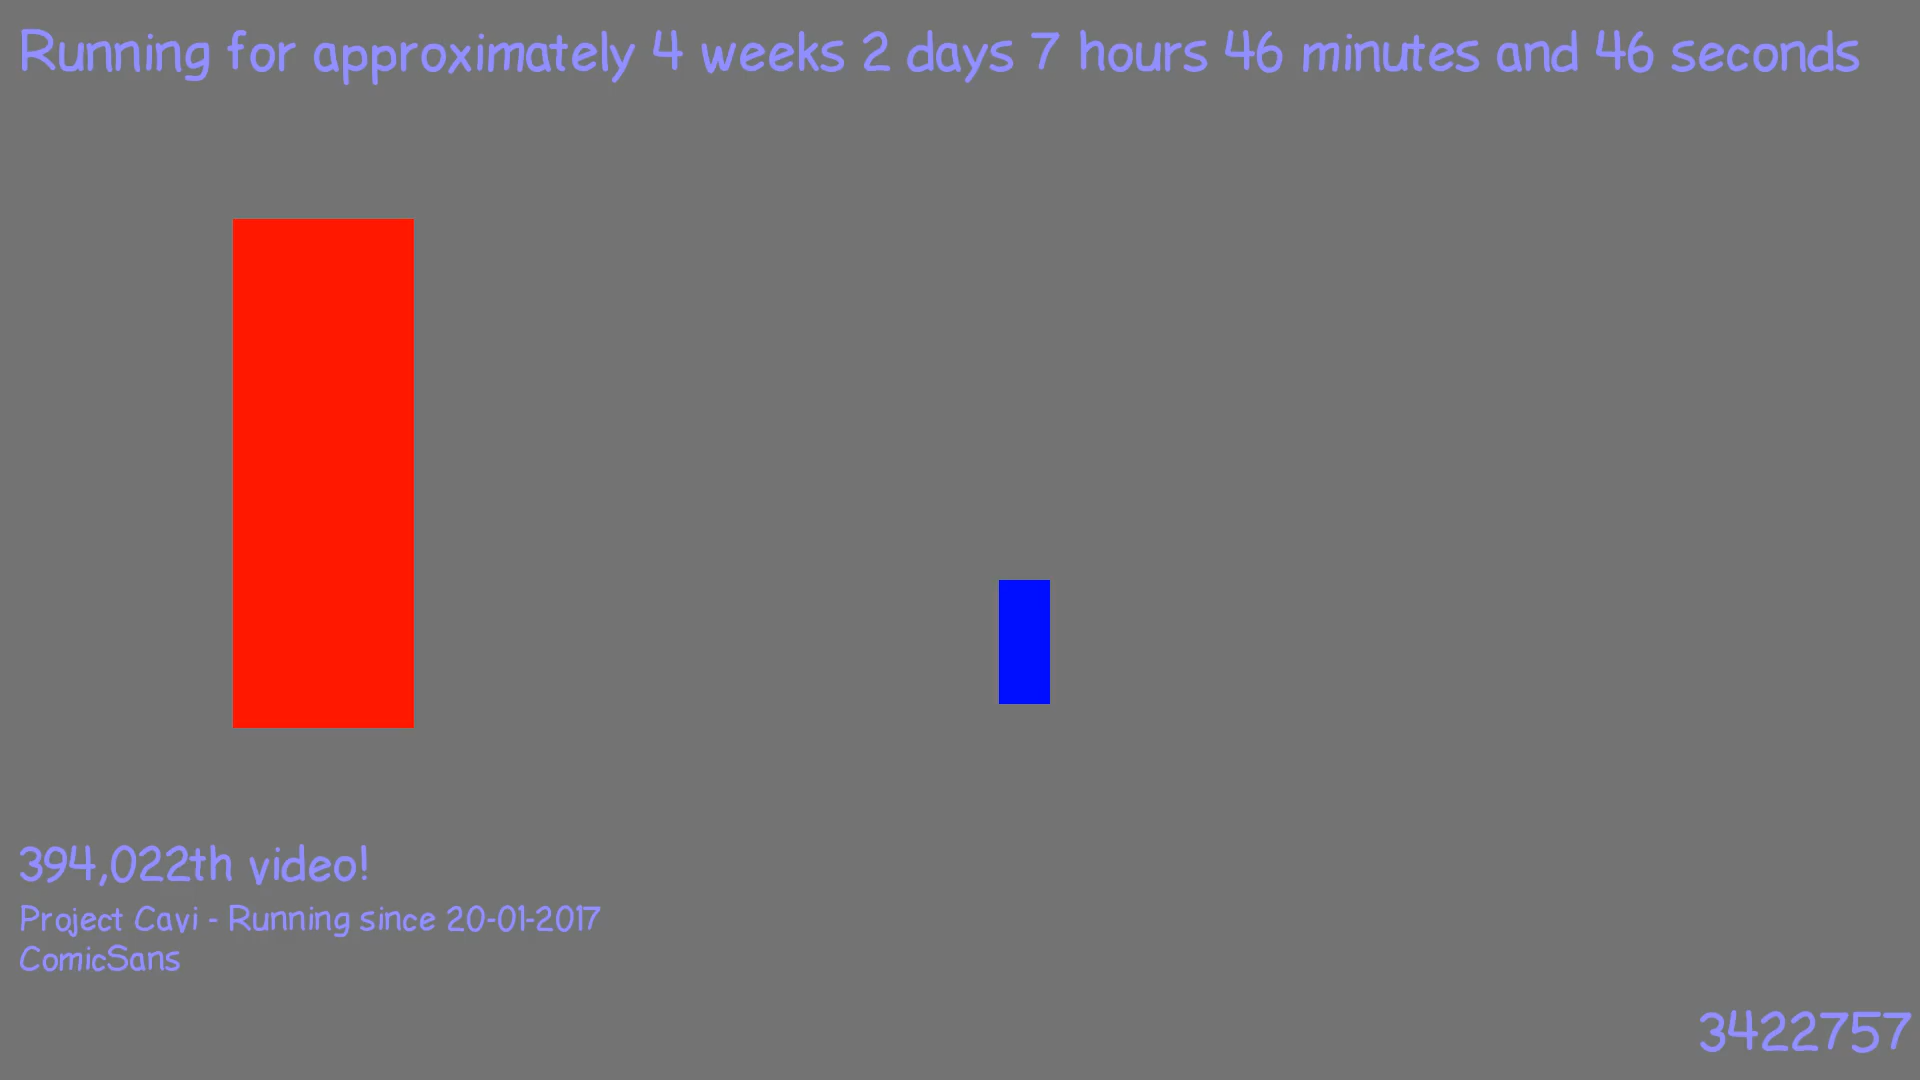 Running for approximately 4 weeks 2 days 7 hours 46 minutes and 46 seconds
394,022th video!
Project Cavi - Running since 20-01-2017
ComicSans
3422757